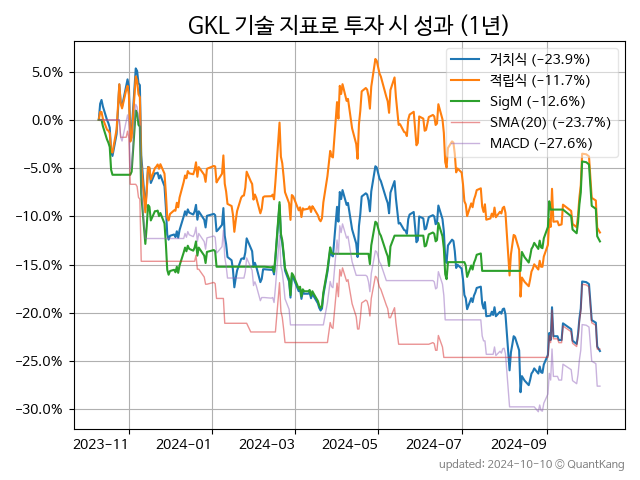 GKL 기술 지표로 투자 시 성과 (1년)
거치식 (−23.9%)
적립식 (−11.7%)
SigM (−12.6%)
SMA(20) (−23.7%)
MACD (−27.6%)
5.0%
0.0%
−5.0%
−10.0%
−15.0%
−20.0%
−25.0%
−30.0%
2023-11 2024-01 2024-03 2024-05 2024-07 2024-09
updated: 2024-10-10 © QuantKang